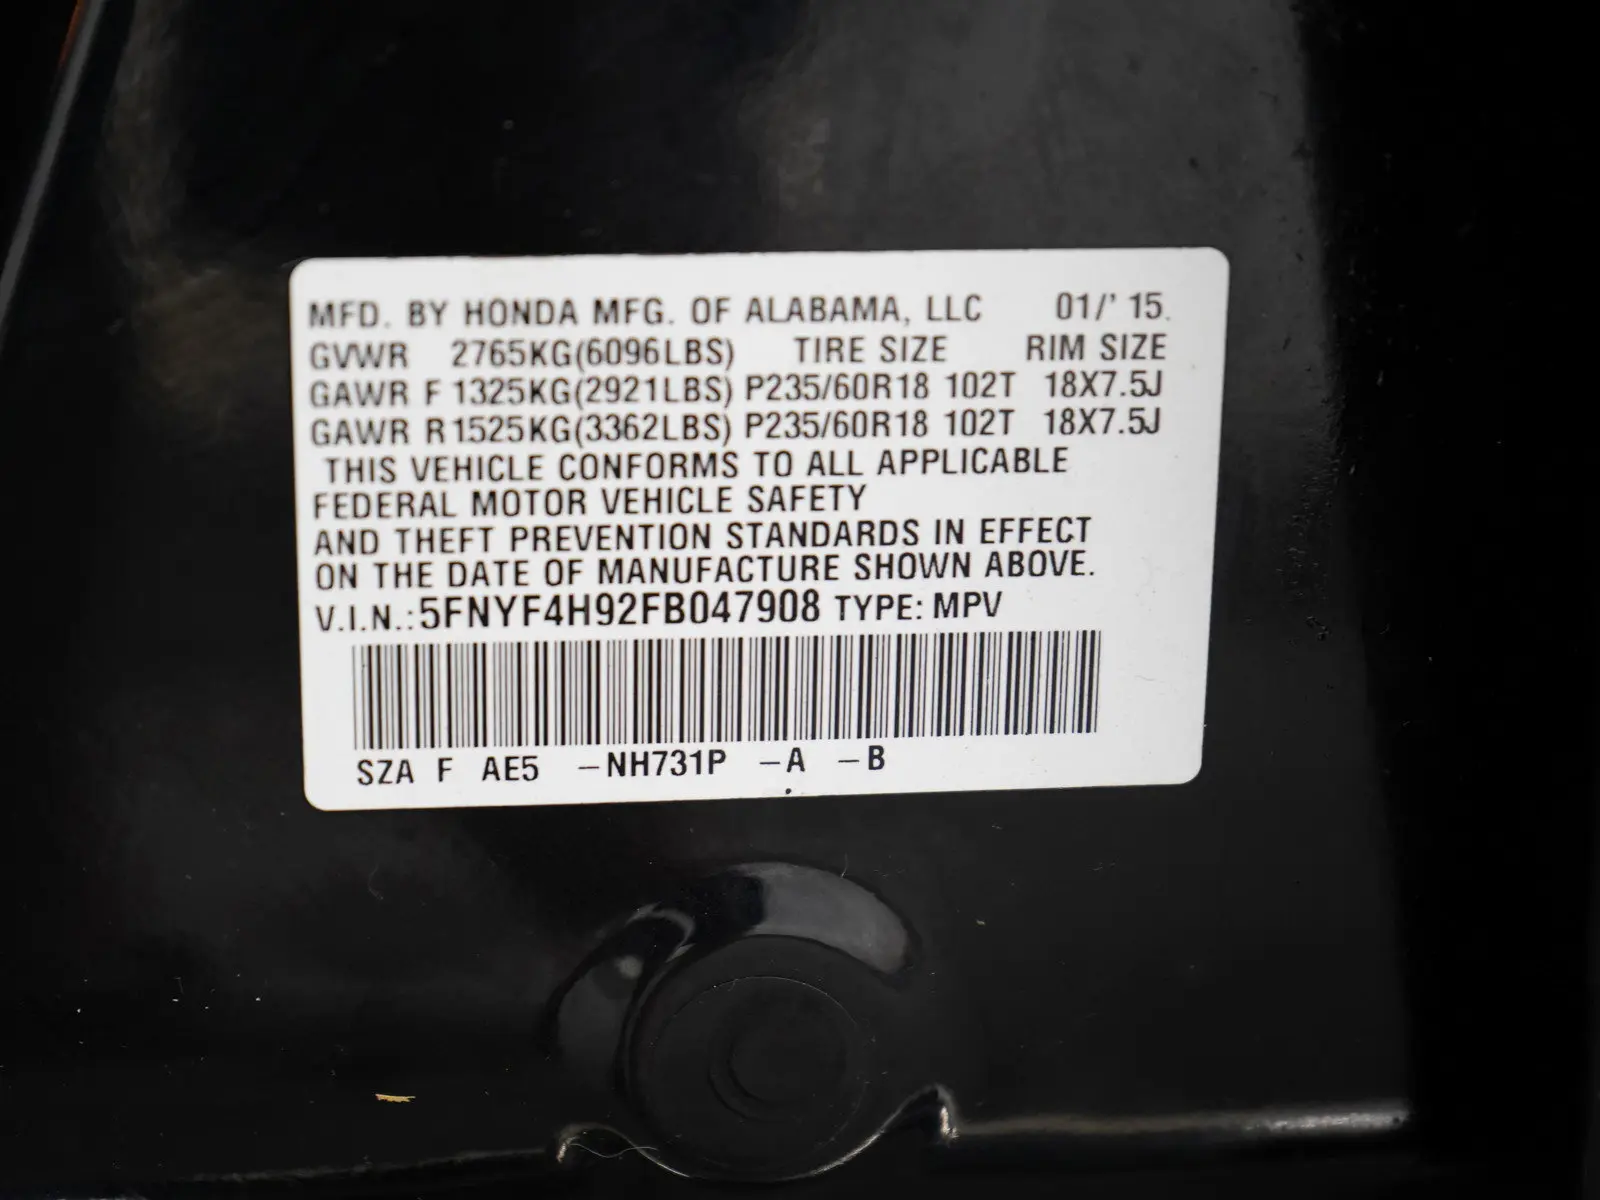 MFD. BY HONDA MFG. OF ALABAMA, LLC 01/' 15.
GVWR 2765KG(6096LBS) TIRE SIZE RIM SIZE
GAWR F 1325KG(2921LBS) P235/60R18 102T 18X7.5J
GAWR R 1525KG(3362LBS) P235/60R18 102T 18X7.5J
THIS VEHICLE CONFORMS TO ALL APPLICABLE
FEDERAL MOTOR VEHICLE SAFETY
AND THEFT PREVENTION STANDARDS IN EFFECT
ON THE DATE OF MANUFACTURE SHOWN ABOVE.
V.I.N.: 5FNYF4H92FB047908 TYPE: MPV
SZA F AE5 –NH731P –A –B